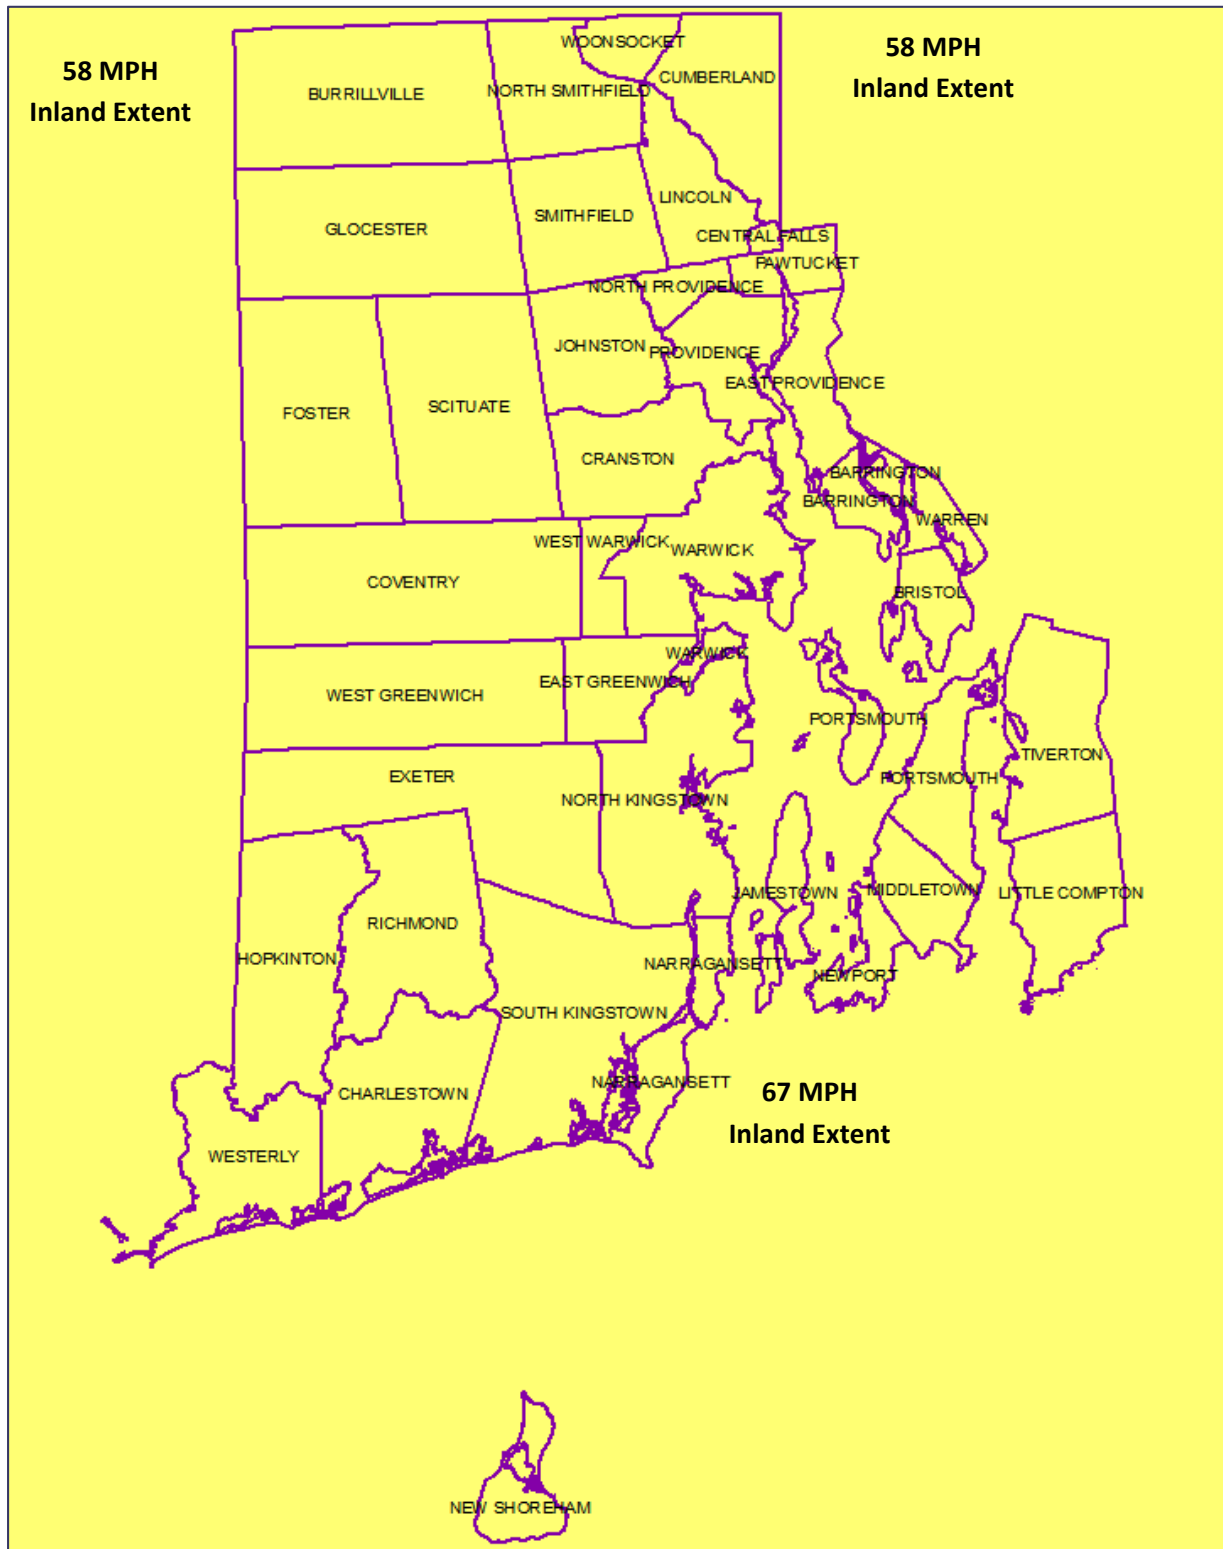 58 MPH
Inland Extent
58 MPH
Inland Extent
WOONSOCKET
CUMBERLAND
BURRILLVILLE
NORTH SMITHFIELD
LINCOLN
SMITHFIELD
GLOCESTER
CENTRAL FALLS
PAWTUCKET
NORTH PROVIDENCE
JOHNSTON
PROVIDENCE
EAST PROVIDENCE
FOSTER
SCITUATE
CRANSTON
BARRINGTON
BARRINGTON
WARREN
WEST WARWICK
WARWICK
COVENTRY
BRISTOL
WARWICK
EAST GREENWICH
WEST GREENWICH
PORTSMOUTH
TIVERTON
EXETER
PORTSMOUTH
NORTH KINGSTOWN
JAMESTOWN
MIDDLETOWN
LITTLE COMPTON
RICHMOND
HOPKINTON
NARRAGANSETT
NEWPORT
SOUTH KINGSTOWN
NARRAGANSETT
CHARLESTOWN
67 MPH
Inland Extent
WESTERLY
NEW SHOREHAM